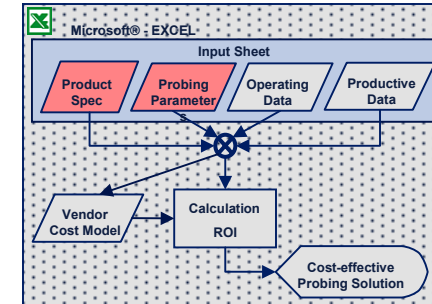 Microsoft® - EXCEL
Input Sheet
Product
Spec
Probing
Parameter
s
Operating
Data
Productive
Data
Vendor
Cost Model
Calculation
ROI
Cost-effective
Probing Solution